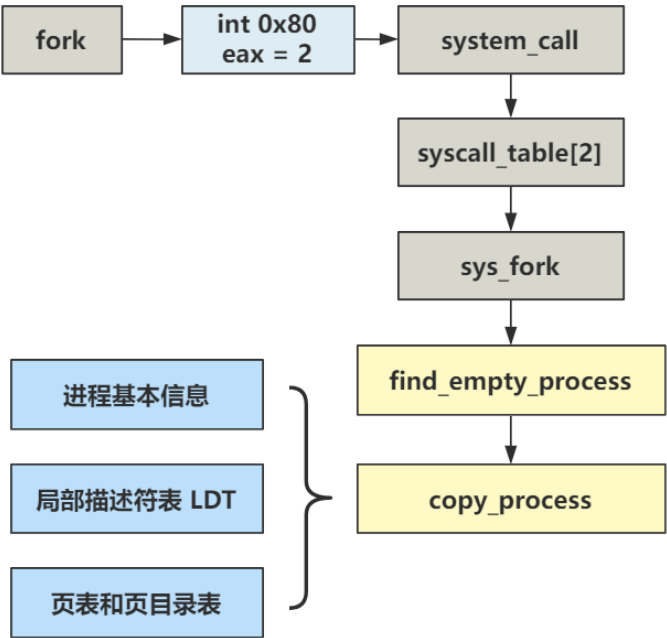 fork
int 0x80
eax = 2
system_call
syscall_table[2]
sys_fork
find_empty_process
copy_process
进程基本信息
局部描述符表 LDT
页表和页目录表